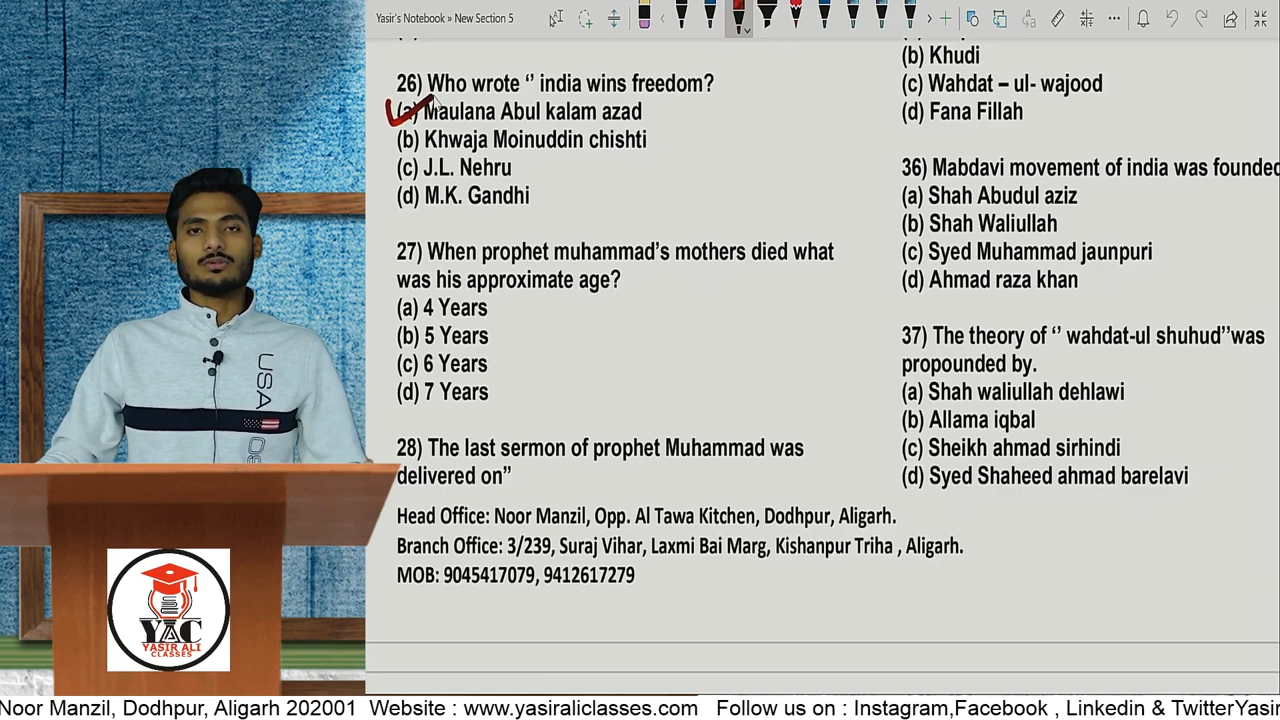 Yasir's Notebook » New Section 5
26) Who wrote ‘’ india wins freedom?
(a) Maulana Abul kalam azad
(b) Khwaja Moinuddin chishti
(c) J.L. Nehru
(d) M.K. Gandhi
27) When prophet muhammad’s mothers died what
was his approximate age?
(a) 4 Years
(b) 5 Years
(c) 6 Years
(d) 7 Years
28) The last sermon of prophet Muhammad was
delivered on”
(b) Khudi
(c) Wahdat – ul- wajood
(d) Fana Fillah
36) Mabdavi movement of india was founded
(a) Shah Abudul aziz
(b) Shah Waliullah
(c) Syed Muhammad jaunpuri
(d) Ahmad raza khan
37) The theory of ‘’ wahdat-ul shuhud’’was
propounded by.
(a) Shah waliullah dehlawi
(b) Allama iqbal
(c) Sheikh ahmad sirhindi
(d) Syed Shaheed ahmad barelavi
Head Office: Noor Manzil, Opp. Al Tawa Kitchen, Dodhpur, Aligarh.
Branch Office: 3/239, Suraj Vihar, Laxmi Bai Marg, Kishanpur Triha , Aligarh.
MOB: 9045417079, 9412617279
USA
YAC
YASIR ALI
CLASSES
Noor Manzil, Dodhpur, Aligarh 202001 Website : www.yasiraliclasses.com Follow us on : Instagram,Facebook , Linkedin & TwitterYasir